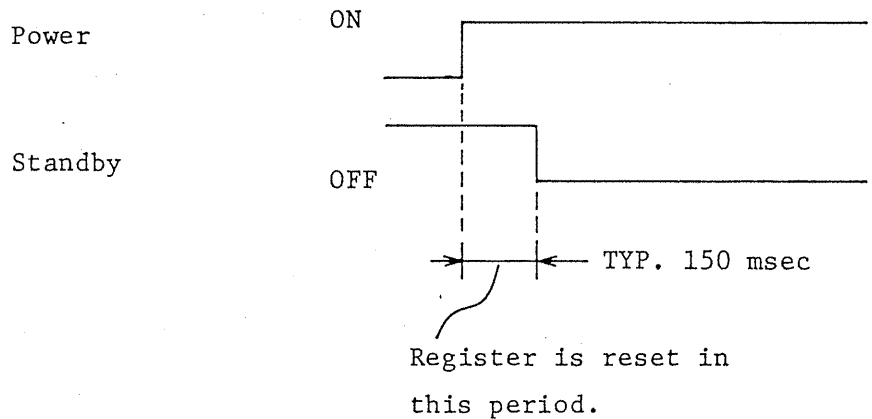 Power
ON
Standby
OFF
TYP. 150 msec
Register is reset in
this period.